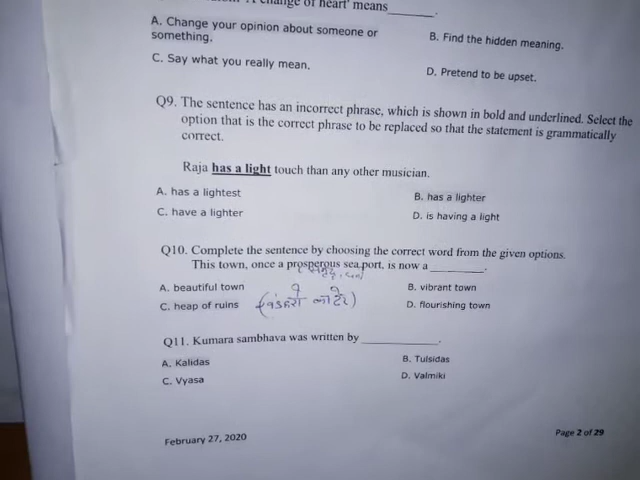 change of heart' means ________.
A. Change your opinion about someone or something.
B. Find the hidden meaning.
C. Say what you really mean.
D. Pretend to be upset.
Q9. The sentence has an incorrect phrase, which is shown in bold and underlined. Select the
option that is the correct phrase to be replaced so that the statement is grammatically
correct.
Raja has a light touch than any other musician.
A. has a lightest
B. has a lighter
C. have a lighter
D. is having a light
Q10. Complete the sentence by choosing the correct word from the given options.
This town, once a prosperous sea port, is now a _________.
A. beautiful town
B. vibrant town
C. heap of ruins
D. flourishing town
Q11. Kumara sambhava was written by ____________.
A. Kalidas
B. Tulsidas
C. Vyasa
D. Valmiki
February 27, 2020
Page 2 of 29